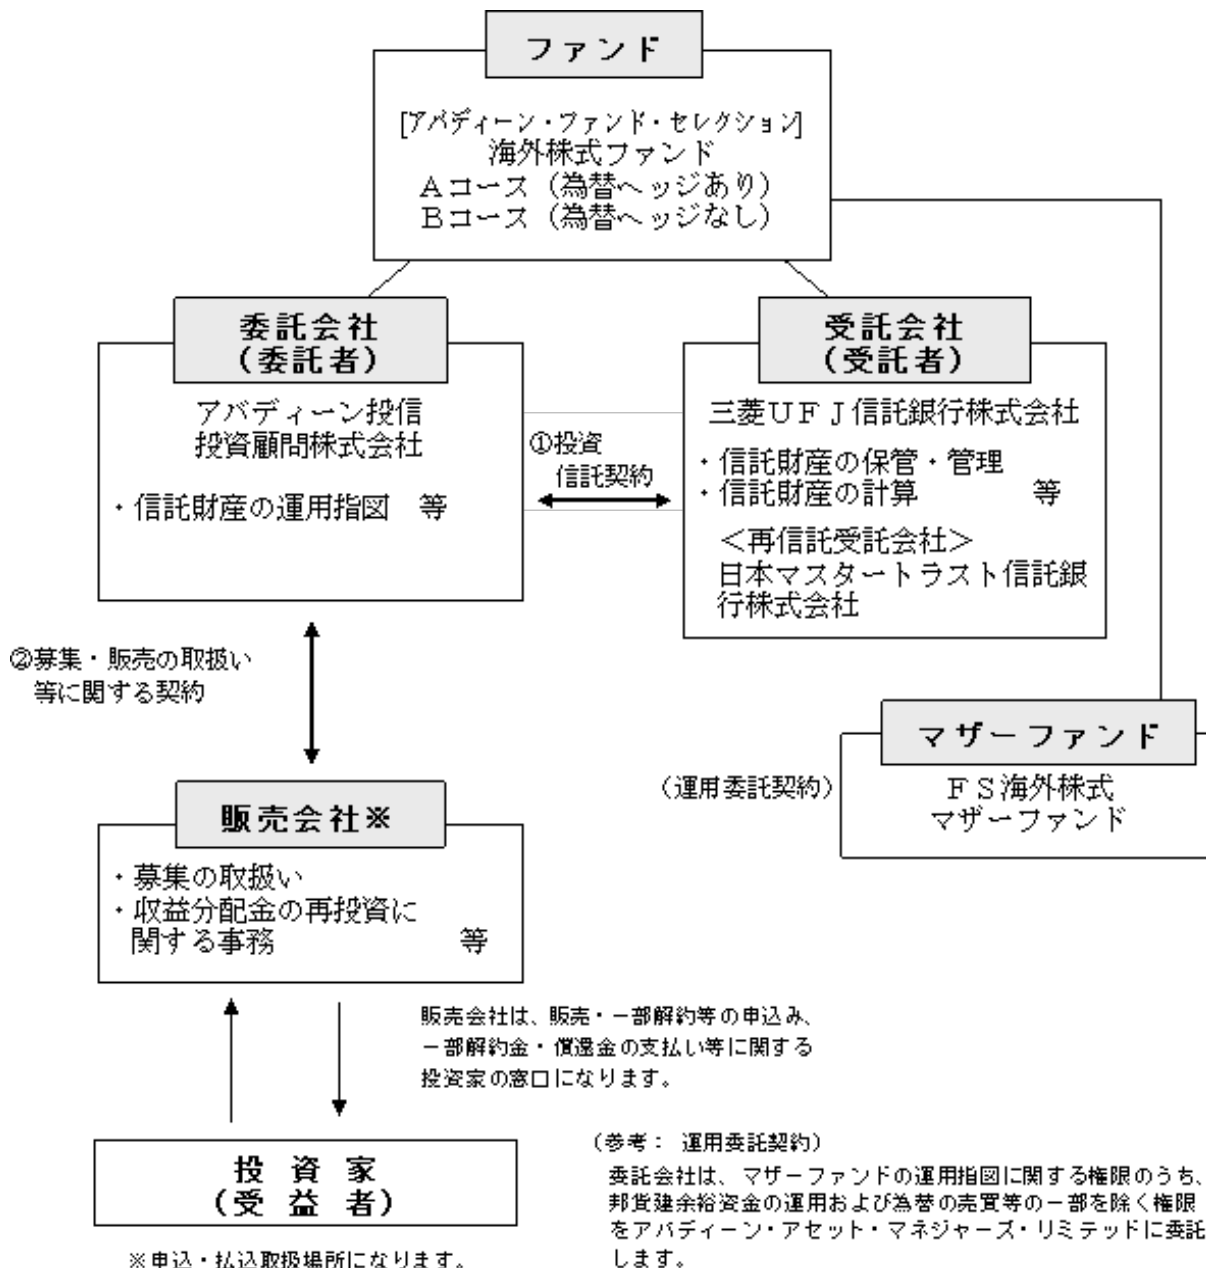 ファンド
[アバディーン・ファンド・セレクション]
海外株式ファンド
Ａコース（為替ヘッジあり）
Ｂコース（為替ヘッジなし）
委託会社
（委託者）
アバディーン投信
投資顧問株式会社
・信託財産の運用指図　等
①投資
信託契約
受託会社
（受託者）
三菱ＵＦＪ信託銀行株式会社
・信託財産の保管・管理
・信託財産の計算　　　　等
＜再信託受託会社＞
日本マスタートラスト信託銀
行株式会社
②募集・販売の取扱い
等に関する契約
マザーファンド
（運用委託契約）
ＦＳ海外株式
マザーファンド
販売会社※
・募集の取扱い
・収益分配金の再投資に
関する事務　　　　　　等
販売会社は、販売・一部解約等の申込み、
一部解約金・償還金の支払い等に関する
投資家の窓口になります。
投　資　家
（受　益　者）
※申込・払込取扱場所になります。
（参考：　運用委託契約）
委託会社は、マザーファンドの運用指図に関する権限のうち、
邦貨建余裕資金の運用および為替の売買等の一部を除く権限
をアバディーン・アセット・マネジャーズ・リミテッドに委託
します。